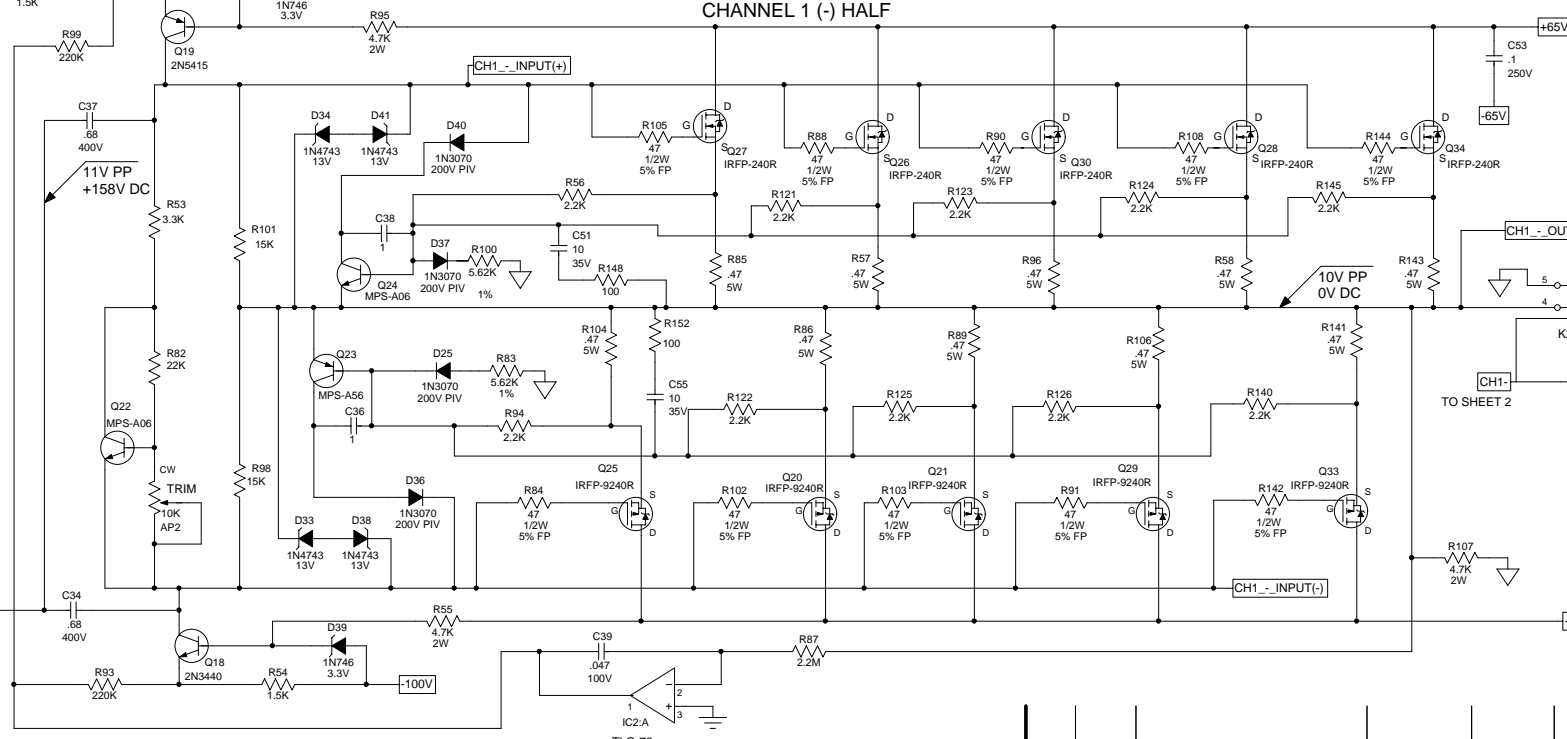 CHANNEL 1 (-) HALF
1.5K
1N746
3.3V
R95
4.7K
2W
R99
220K
Q19
2N5415
+65V
C53
.1
250V
-65V
CH1_-_INPUT(+)
C37
.68
400V
11V PP
+158V DC
D34
1N4743
13V
D41
1N4743
13V
D40
1N3070
200V PIV
R105
47
1/2W
5% FP
G
D
S
Q27
IRFP-240R
R88
47
1/2W
5% FP
G
D
S
Q26
IRFP-240R
R90
47
1/2W
5% FP
G
D
S
Q30
IRFP-240R
R108
47
1/2W
5% FP
G
D
S
Q28
IRFP-240R
R144
47
1/2W
5% FP
G
D
S
Q34
IRFP-240R
R53
3.3K
R101
15K
R56
2.2K
R121
2.2K
R123
2.2K
R124
2.2K
R145
2.2K
C38
1
Q24
MPS-A06
D37
1N3070
200V PIV
R100
5.62K
1%
C51
10
35V
R148
100
R85
.47
5W
R57
.47
5W
R96
.47
5W
R58
.47
5W
R143
.47
5W
CH1_-_OUT
10V PP
0V DC
5
4
R82
22K
Q23
MPS-A56
D25
1N3070
200V PIV
R83
5.62K
1%
R104
.47
5W
R152
100
R86
.47
5W
R89
.47
5W
R106
.47
5W
R141
.47
5W
CH1-
TO SHEET 2
Q22
MPS-A06
C36
1
R94
2.2K
C55
10
35V
R122
2.2K
R125
2.2K
R126
2.2K
R140
2.2K
CW
TRIM
10K
AP2
R98
15K
D36
1N3070
200V PIV
D33
1N4743
13V
D38
1N4743
13V
R84
47
1/2W
5% FP
Q25
IRFP-9240R
G
S
D
R102
47
1/2W
5% FP
Q20
IRFP-9240R
G
S
D
R103
47
1/2W
5% FP
Q21
IRFP-9240R
G
S
D
R91
47
1/2W
5% FP
Q29
IRFP-9240R
G
S
D
R142
47
1/2W
5% FP
Q33
IRFP-9240R
G
S
D
R107
4.7K
2W
CH1_-_INPUT(-)
C34
.68
400V
Q18
2N3440
D39
1N746
3.3V
R55
4.7K
2W
C39
.047
100V
R87
2.2M
R93
220K
R54
1.5K
-100V
-
+
1
2
3
IC2:A